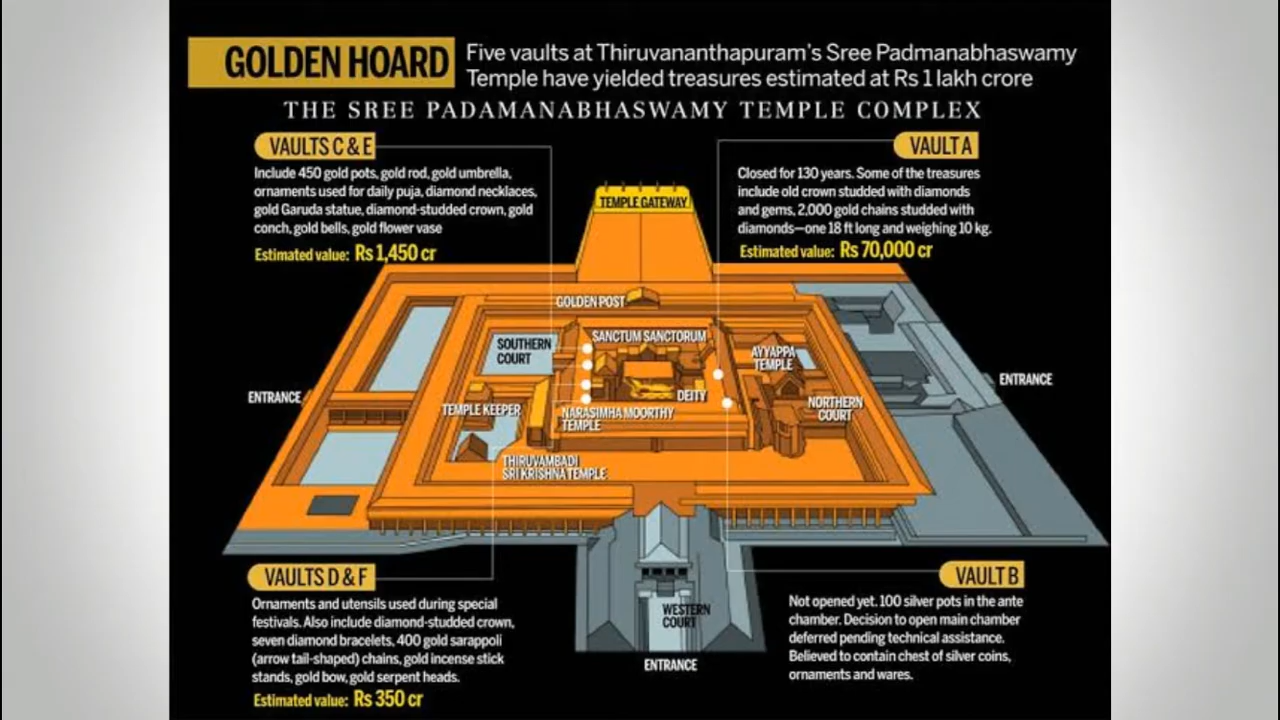 GOLDEN HOARD
Five vaults at Thiruvananthapuram's Sree Padmanabhaswamy
Temple have yielded treasures estimated at Rs 1 lakh crore
THE SREE PADAMANABHASWAMY TEMPLE COMPLEX
VAULTS C & E
Include 450 gold pots, gold rod, gold umbrella,
ornaments used for daily puja, diamond necklaces,
gold Garuda statue, diamond-studded crown, gold
conch, gold bells, gold flower vase
Estimated value: Rs 1,450 cr
VAULT A
Closed for 130 years. Some of the treasures
include old crown studded with diamonds
and gems, 2,000 gold chains studded with
diamonds—one 18 ft long and weighing 10 kg.
Estimated value: Rs 70,000 cr
TEMPLE GATEWAY
GOLDEN POST
SANCTUM SANCTORUM
SOUTHERN
COURT
AYYAPPA
TEMPLE
ENTRANCE
ENTRANCE
DEITY
TEMPLE KEEPER
NARASIMHA MOORTHY
TEMPLE
NORTHERN
COURT
THIRUVAMBADI
SRI KRISHNA TEMPLE
VAULTS D & F
Ornaments and utensils used during special
festivals. Also include diamond-studded crown,
seven diamond bracelets, 400 gold sarappoli
(arrow tail-shaped) chains, gold incense stick
stands, gold bow, gold serpent heads.
Estimated value: Rs 350 cr
WESTERN
COURT
ENTRANCE
VAULT B
Not opened yet. 100 silver pots in the ante
chamber. Decision to open main chamber
deferred pending technical assistance.
Believed to contain chest of silver coins,
ornaments and wares.